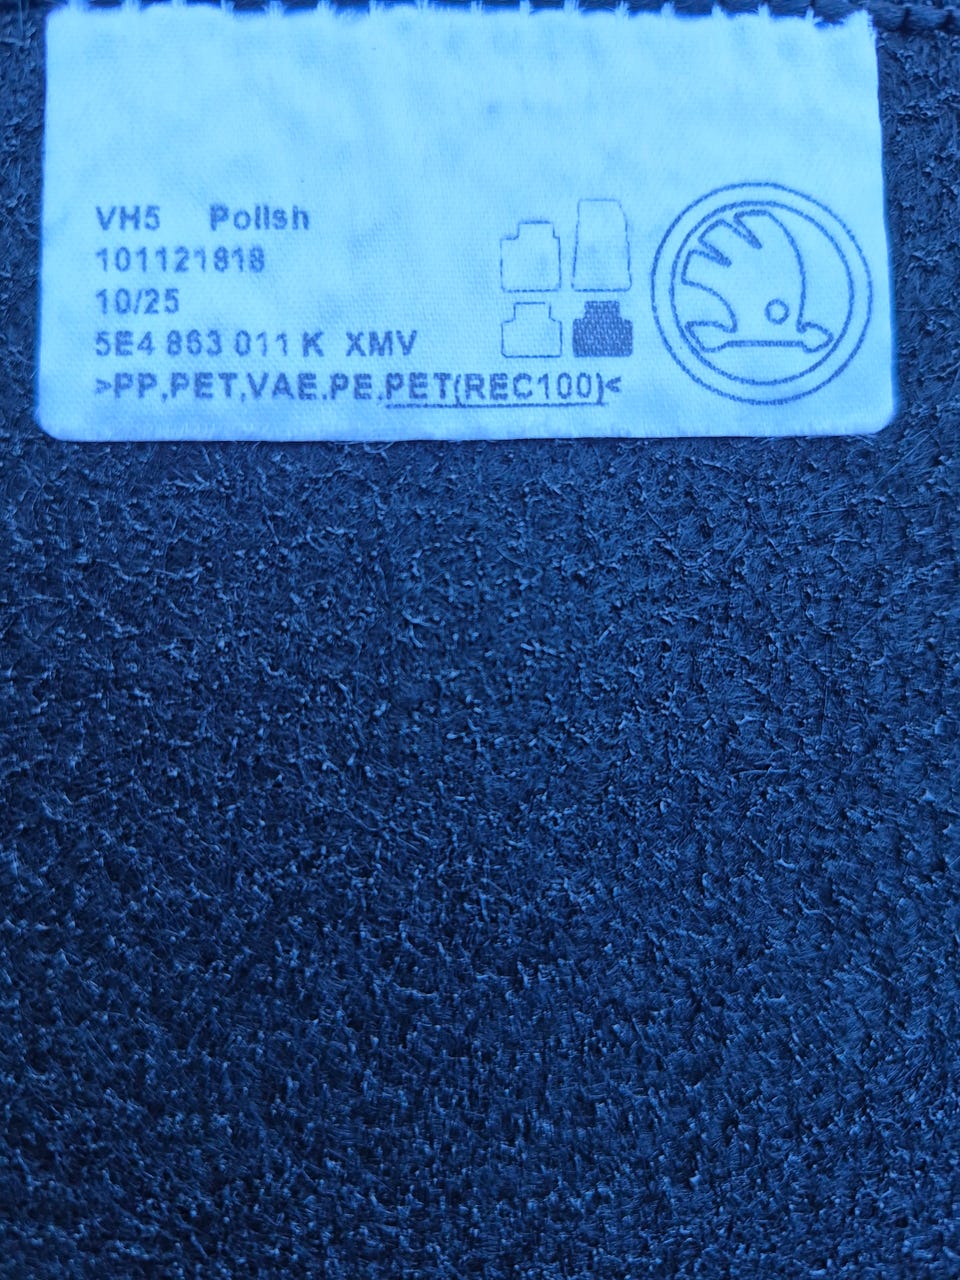 VH5 Polish
101121818
10/25
5E4 863 011 K XMV
>PP,PET,VAE,PE,PET(REC100)<